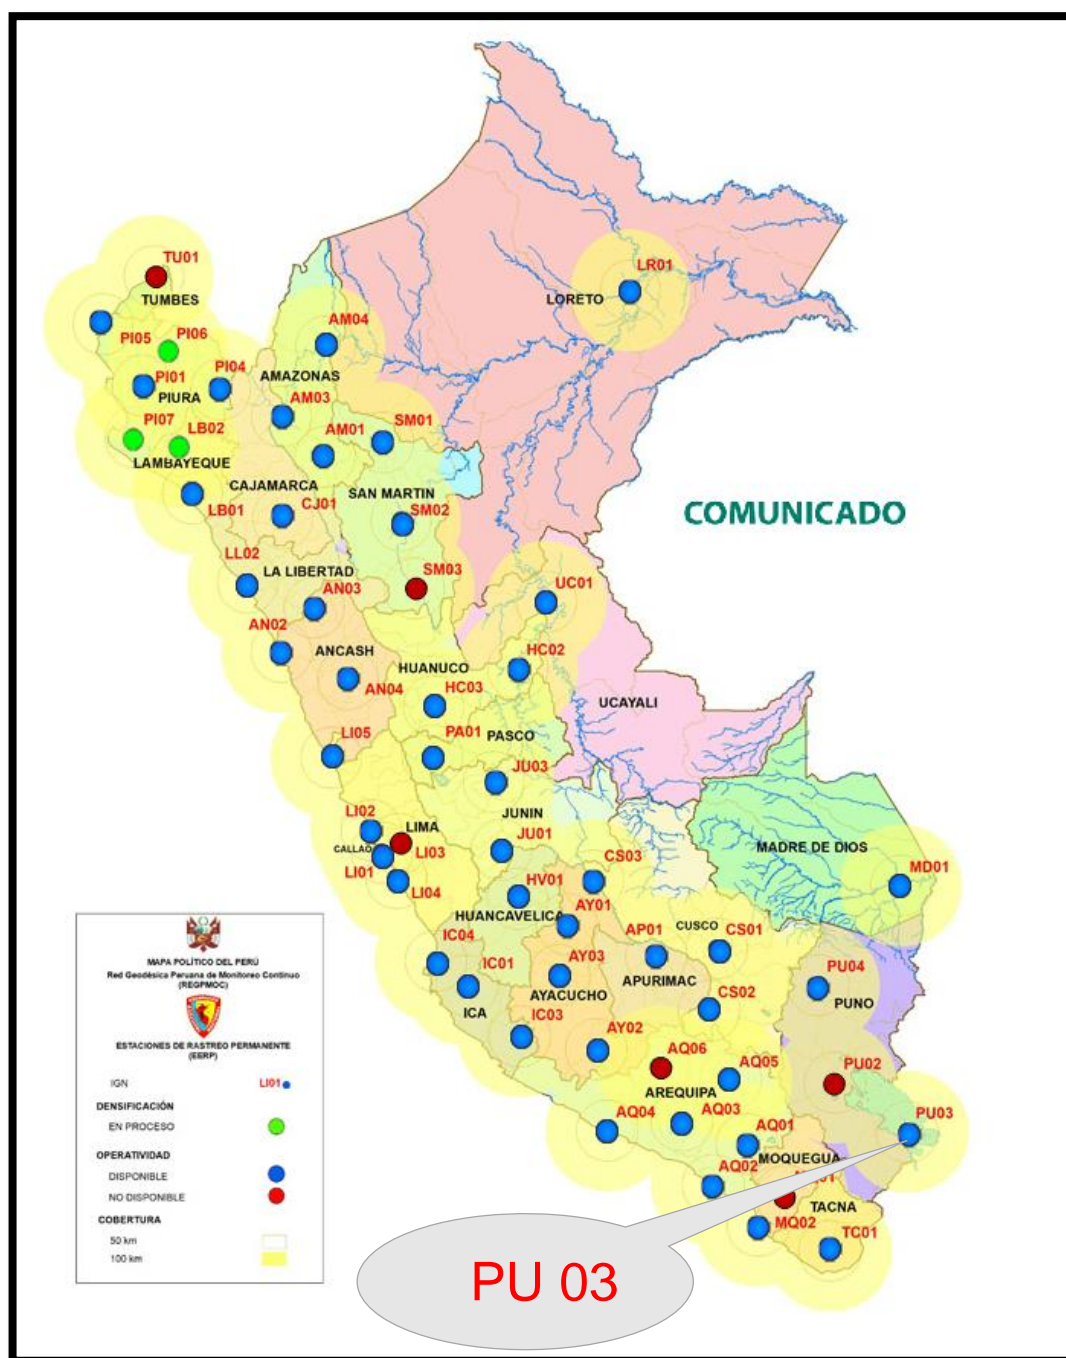 TU01
TUMBES
LR01
LORETO
PI05
PI06
AM04
PI04
AMAZONAS
PI01
PIURA
AM03
PI07
LB02
AM01
SM01
LAMBAYEQUE
CAJAMARCA
SAN MARTIN
LB01
CJ01
SM02
COMUNICADO
LL02
LA LIBERTAD
SM03
AN03
UC01
AN02
ANCASH
HUANUCO
HC02
AN04
HC03
UCAYALI
LI05
PA01
PASCO
JU03
LI02
LIMA
JUNIN
CALLAO
LI03
JU01
MADRE DE DIOS
LI01
LI04
CS03
MD01
HV01
HUANCAVELICA
AY01
IC04
AP01
CUSCO
CS01
IC01
AY03
APURIMAC
PU04
ICA
AYACUCHO
PUNO
IC03
CS02
AY02
AQ06
AQ05
PU02
AREQUIPA
AQ04
AQ03
AQ01
PU03
AQ02
MOQUEGUA
TACNA
MQ02
TC01
PU 03
MAPA POLÍTICO DEL PERÚ
Red Geodésica Peruana de Monitoreo Continuo
(REGPMOC)
ESTACIONES DE RASTREO PERMANENTE
(EERP)
IGN LI01
DENSIFICACIÓN
EN PROCESO
OPERATIVIDAD
DISPONIBLE
NO DISPONIBLE
COBERTURA
50 km
100 km